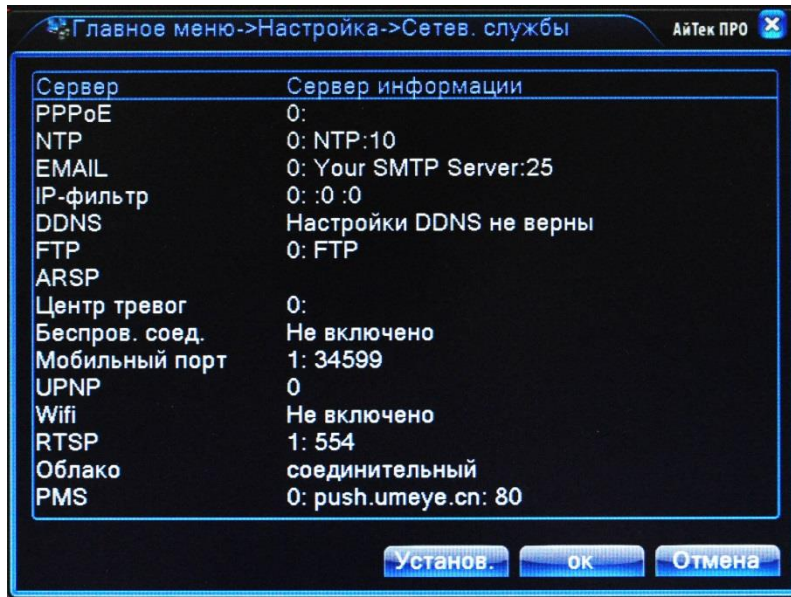 Главное меню->Настройка->Сетев. службы АйТек ПРО
Сервер Сервер информации
PPPoE 0:
NTP 0: NTP:10
EMAIL 0: Your SMTP Server:25
IP-фильтр 0: :0 :0
DDNS Настройки DDNS не верны
FTP 0: FTP
ARSP
Центр тревог 0:
Беспров. соед. Не включено
Мобильный порт 1: 34599
UPNP 0
Wifi Не включено
RTSP 1: 554
Облако соединительный
PMS 0: push.umeye.cn: 80
Установ. ок Отмена